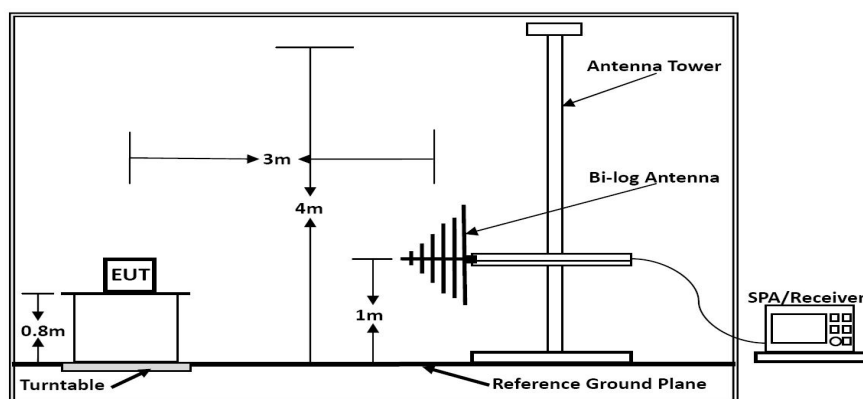 Antenna Tower
3m
Bi-log Antenna
4m
EUT
0.8m
1m
SPA/Receiver
Turntable
Reference Ground Plane